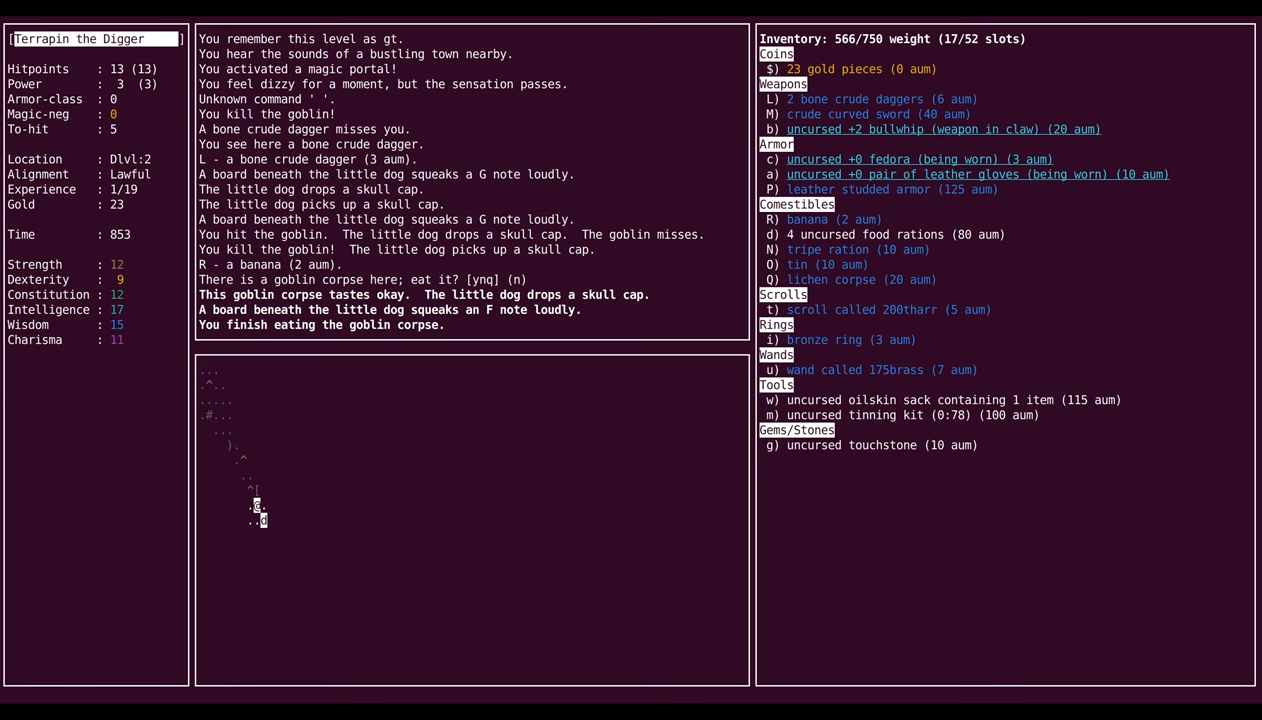 [Terrapin the Digger ]
Hitpoints : 13 (13)
Power : 3 (3)
Armor-class : 0
Magic-neg : 0
To-hit : 5
Location : Dlvl:2
Alignment : Lawful
Experience : 1/19
Gold : 23
Time : 853
Strength : 12
Dexterity : 9
Constitution : 12
Intelligence : 17
Wisdom : 15
Charisma : 11
You remember this level as gt.
You hear the sounds of a bustling town nearby.
You activated a magic portal!
You feel dizzy for a moment, but the sensation passes.
Unknown command ' '.
You kill the goblin!
A bone crude dagger misses you.
You see here a bone crude dagger.
L - a bone crude dagger (3 aum).
A board beneath the little dog squeaks a G note loudly.
The little dog drops a skull cap.
The little dog picks up a skull cap.
A board beneath the little dog squeaks a G note loudly.
You hit the goblin.  The little dog drops a skull cap.  The goblin misses.
You kill the goblin!  The little dog picks up a skull cap.
R - a banana (2 aum).
There is a goblin corpse here; eat it? [ynq] (n)
This goblin corpse tastes okay.  The little dog drops a skull cap.
A board beneath the little dog squeaks an F note loudly.
You finish eating the goblin corpse.
...
.^..
.....
.#...
...
).
.^
..
^[
.@.
..d
Inventory: 566/750 weight (17/52 slots)
Coins
$) 23 gold pieces (0 aum)
Weapons
L) 2 bone crude daggers (6 aum)
M) crude curved sword (40 aum)
b) uncursed +2 bullwhip (weapon in claw) (20 aum)
Armor
c) uncursed +0 fedora (being worn) (3 aum)
a) uncursed +0 pair of leather gloves (being worn) (10 aum)
P) leather studded armor (125 aum)
Comestibles
R) banana (2 aum)
d) 4 uncursed food rations (80 aum)
N) tripe ration (10 aum)
O) tin (10 aum)
Q) lichen corpse (20 aum)
Scrolls
t) scroll called 200tharr (5 aum)
Rings
i) bronze ring (3 aum)
Wands
u) wand called 175brass (7 aum)
Tools
w) uncursed oilskin sack containing 1 item (115 aum)
m) uncursed tinning kit (0:78) (100 aum)
Gems/Stones
g) uncursed touchstone (10 aum)